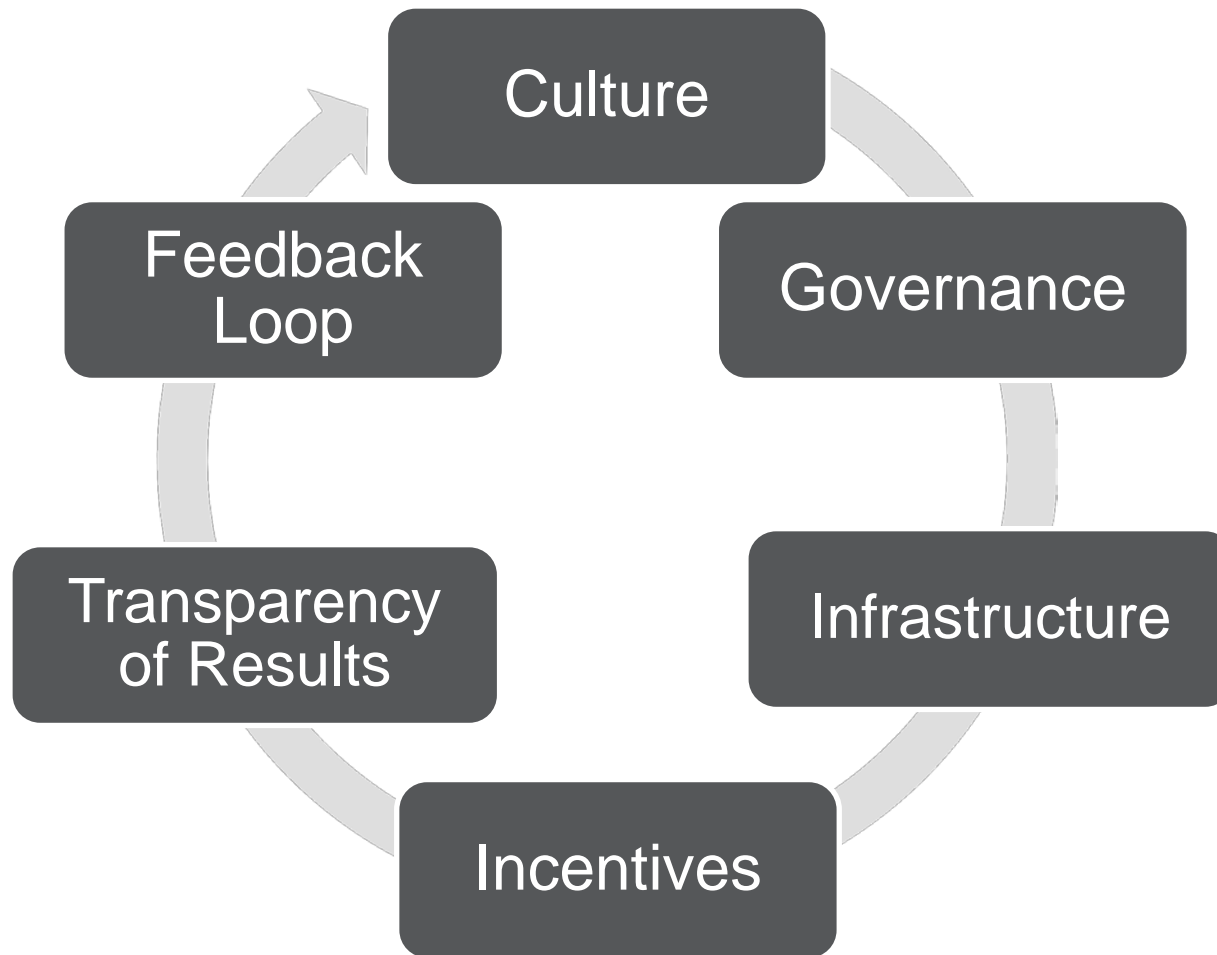 Culture
Governance
Infrastructure
Incentives
Transparency
of Results
Feedback
Loop